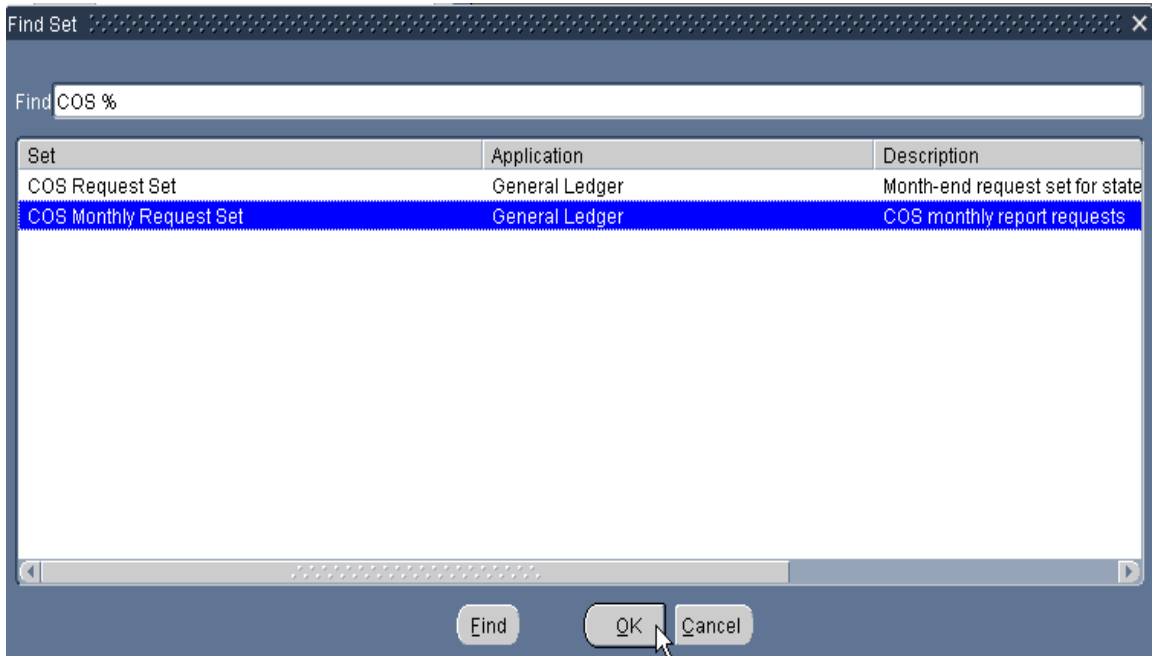 Find Set
Find COS %
Set Application Description
COS Request Set General Ledger Month-end request set for state
COS Monthly Request Set General Ledger COS monthly report requests
Find OK Cancel